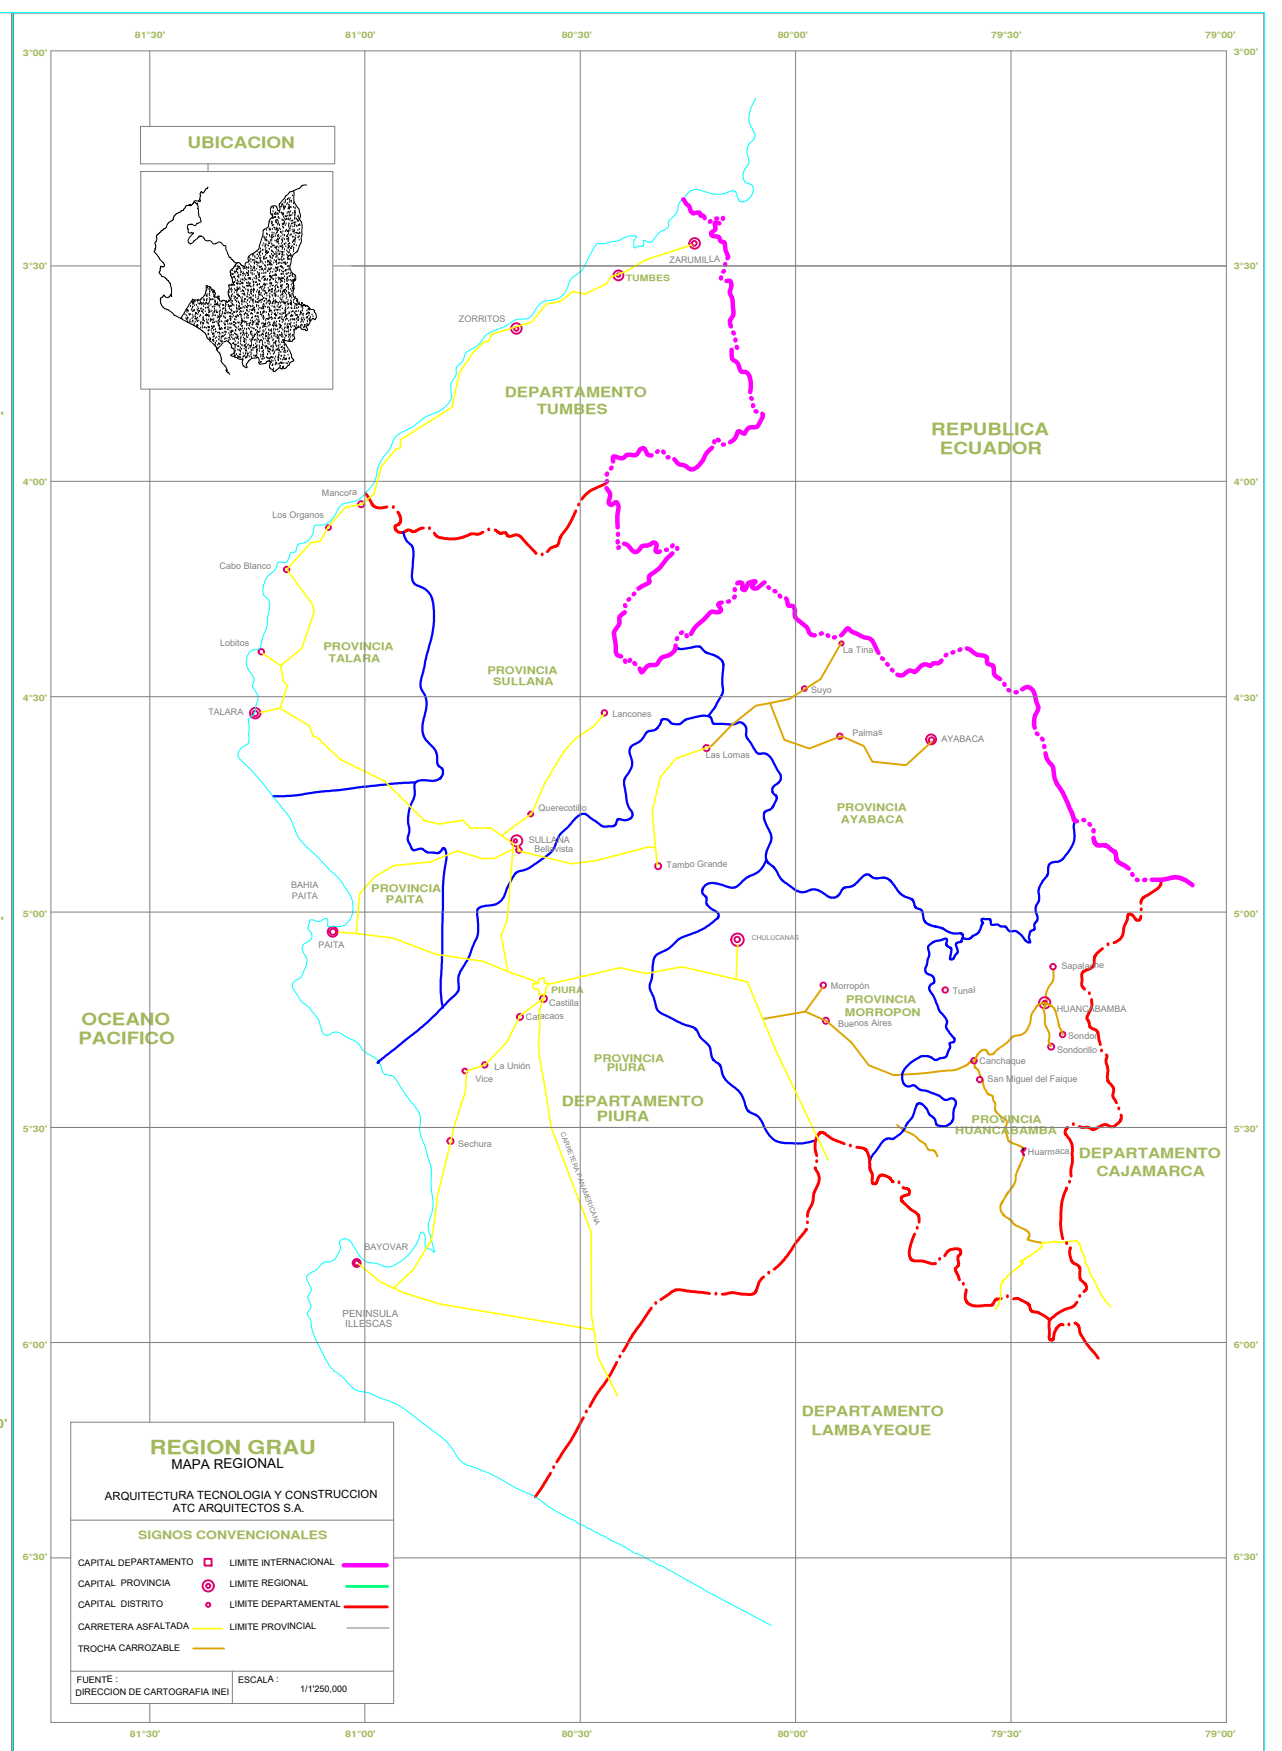 81°30'
81°00'
80°30'
80°00'
79°30'
79°00'
3°00'
3°00'
UBICACION
ZARUMILLA
3°30'
3°30'
TUMBES
ZORRITOS
DEPARTAMENTO
TUMBES
REPUBLICA
ECUADOR
4°00'
4°00'
Mancora
Los Organos
Cabo Blanco
Lobitos
PROVINCIA
TALARA
La Tina
PROVINCIA
SULLANA
4°30'
4°30'
Suyo
TALARA
Lancones
Palmas
AYABACA
Las Lomas
Querecotillo
PROVINCIA
AYABACA
SULLANA
Bellavista
Tambo Grande
BAHIA
PAITA
PROVINCIA
PAITA
5°00'
5°00'
PAITA
CHULUCANAS
Sapalache
PIURA
Castilla
Morropón
Tunal
PROVINCIA
MORROPON
HUANCABAMBA
OCEANO
PACIFICO
Catacaos
Buenos Aires
Sondor
Sondorillo
La Unión
Vice
PROVINCIA
PIURA
Canchaque
San Miguel del Faique
DEPARTAMENTO
PIURA
PROVINCIA
HUANCABAMBA
5°30'
5°30'
Sechura
CARRETERA PANAMERICANA
Huarmaca
DEPARTAMENTO
CAJAMARCA
BAYOVAR
PENINSULA
ILLESCAS
6°00'
6°00'
DEPARTAMENTO
LAMBAYEQUE
0'
REGION GRAU
MAPA REGIONAL
ARQUITECTURA TECNOLOGIA Y CONSTRUCCION
ATC ARQUITECTOS S.A.
SIGNOS CONVENCIONALES
6°30'
6°30'
CAPITAL DEPARTAMENTO LIMITE INTERNACIONAL
CAPITAL PROVINCIA LIMITE REGIONAL
CAPITAL DISTRITO LIMITE DEPARTAMENTAL
CARRETERA ASFALTADA LIMITE PROVINCIAL
TROCHA CARROZABLE
FUENTE :
DIRECCION DE CARTOGRAFIA INEI
ESCALA :
1/1'250,000
81°30'
81°00'
80°30'
80°00'
79°30'
79°00'